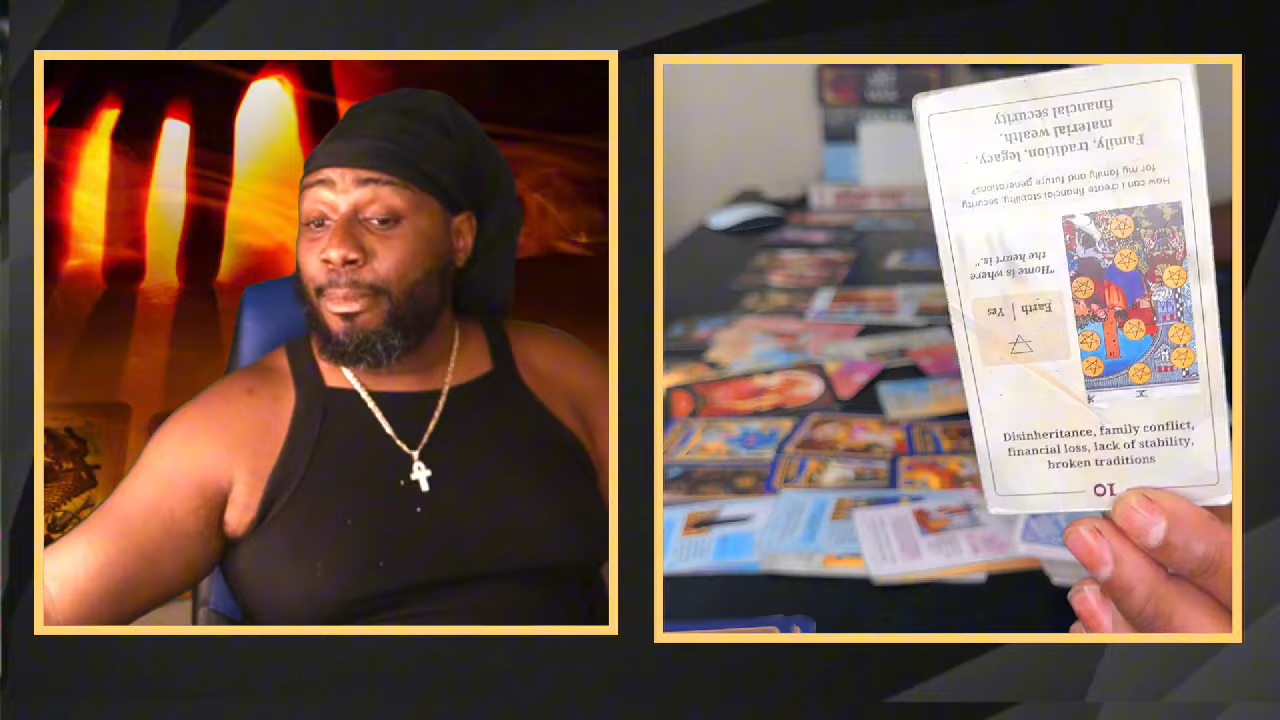 Disinheritance, family conflict,
financial loss, lack of stability,
broken traditions
10
X
Earth | Yes
"Home is where
the heart is."
How can I create financial stability, security
for my family and future generations?
Family, tradition, legacy,
material wealth,
financial security